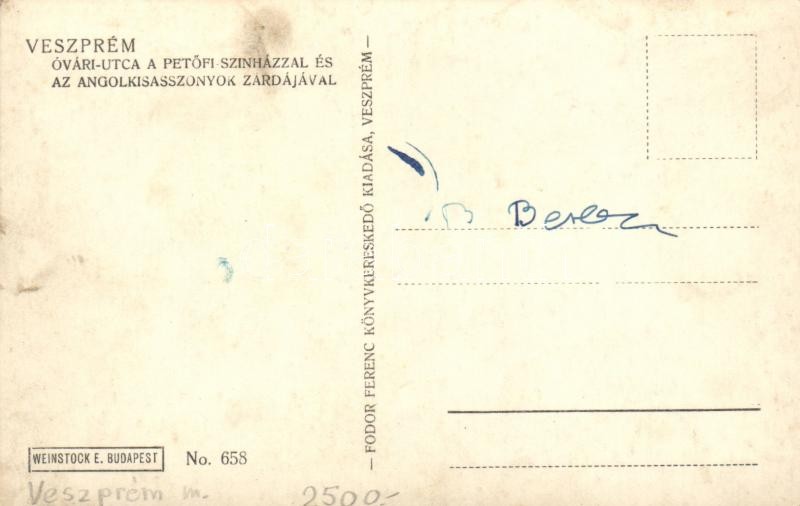 VESZPRÉM
ÓVÁRI-UTCA A PETŐFI-SZINHÁZZAL ÉS
AZ ANGOLKISASSZONYOK ZÁRDÁJÁVAL
— FODOR FERENC KÖNYVKERESKEDŐ KIADÁSA, VESZPRÉM —
WEINSTOCK E. BUDAPEST
No. 658
Veszprém m.
2500.-